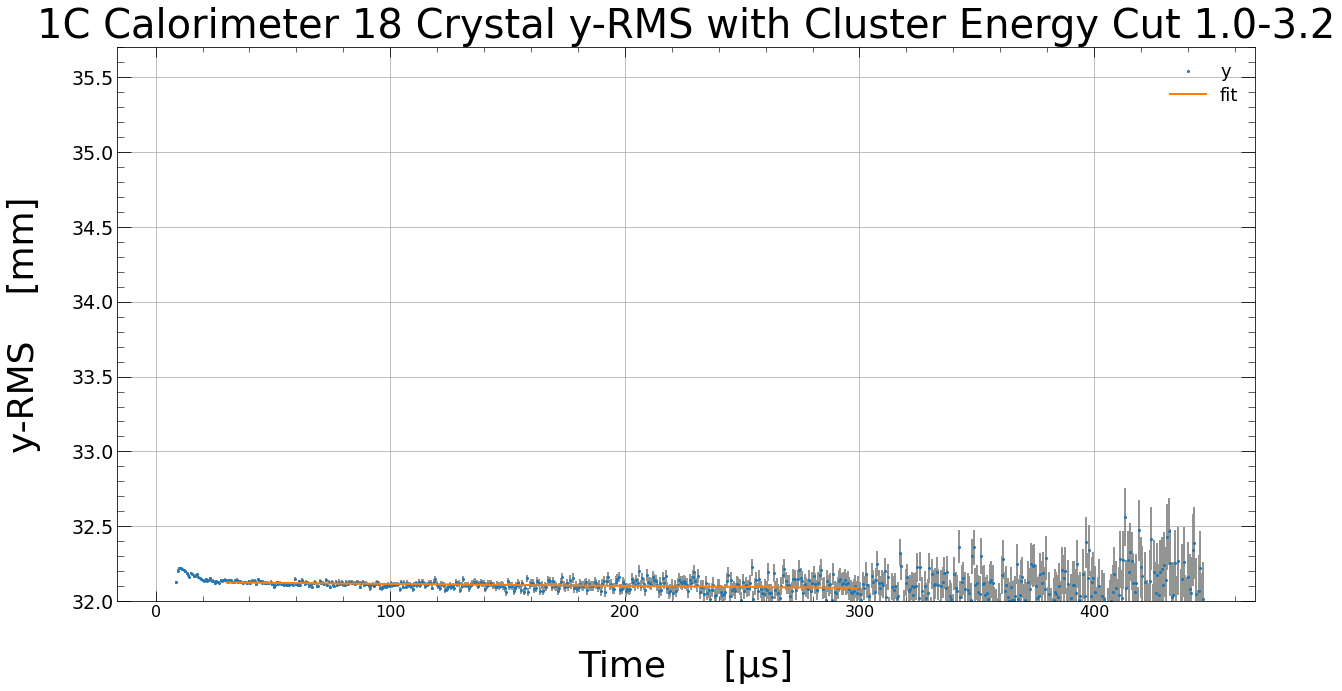 1C Calorimeter 18 Crystal y-RMS with Cluster Energy Cut 1.0-3.2
y
fit
35.5
35.0
34.5
34.0
33.5
33.0
32.5
32.0
y-RMS [mm]
0 100 200 300 400
Time [µs]